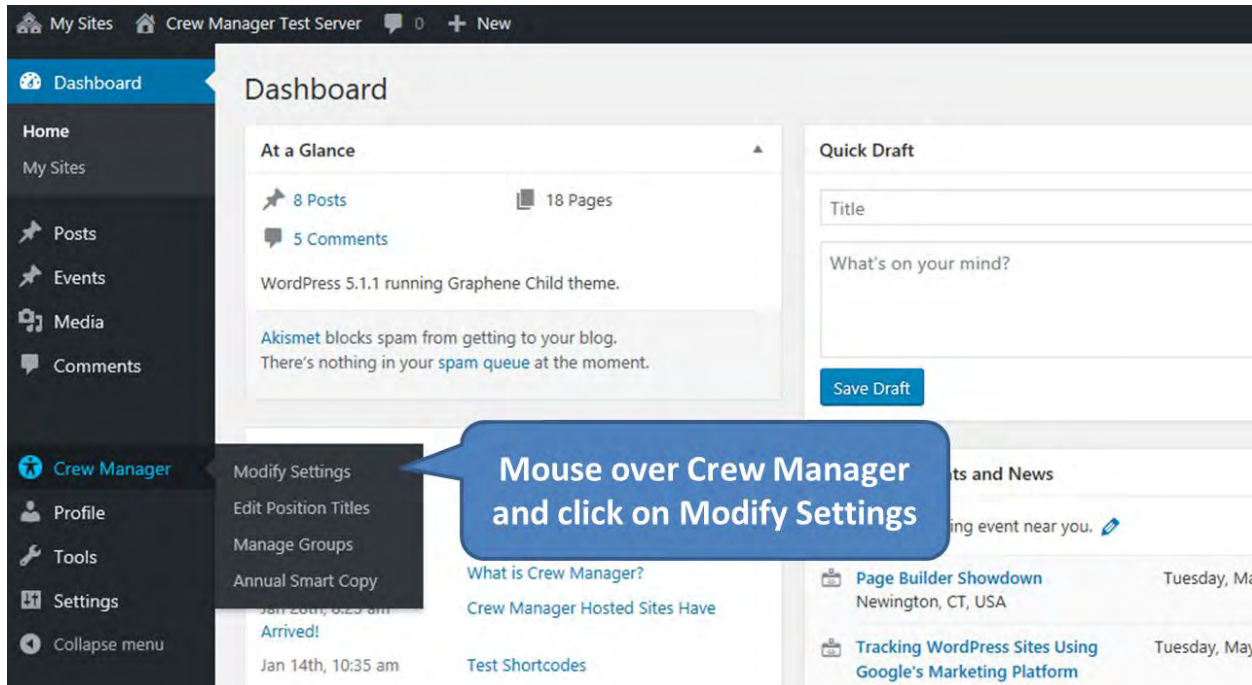 My Sites Crew Manager Test Server 0 + New
Dashboard
Home
My Sites
Posts
Events
Media
Comments
Crew Manager
Profile
Tools
Settings
Collapse menu
Modify Settings
Edit Position Titles
Manage Groups
Annual Smart Copy
Dashboard
At a Glance
8 Posts 18 Pages
5 Comments
WordPress 5.1.1 running Graphene Child theme.
Akismet blocks spam from getting to your blog.
There's nothing in your spam queue at the moment.
Mouse over Crew Manager
and click on Modify Settings
What is Crew Manager?
Crew Manager Hosted Sites Have
Arrived!
Jan 14th, 10:35 am Test Shortcodes
Quick Draft
Title
What's on your mind?
Save Draft
and News
event near you.
Page Builder Showdown Tuesday,
Newington, CT, USA
Tracking WordPress Sites Using Tuesday, May
Google's Marketing Platform